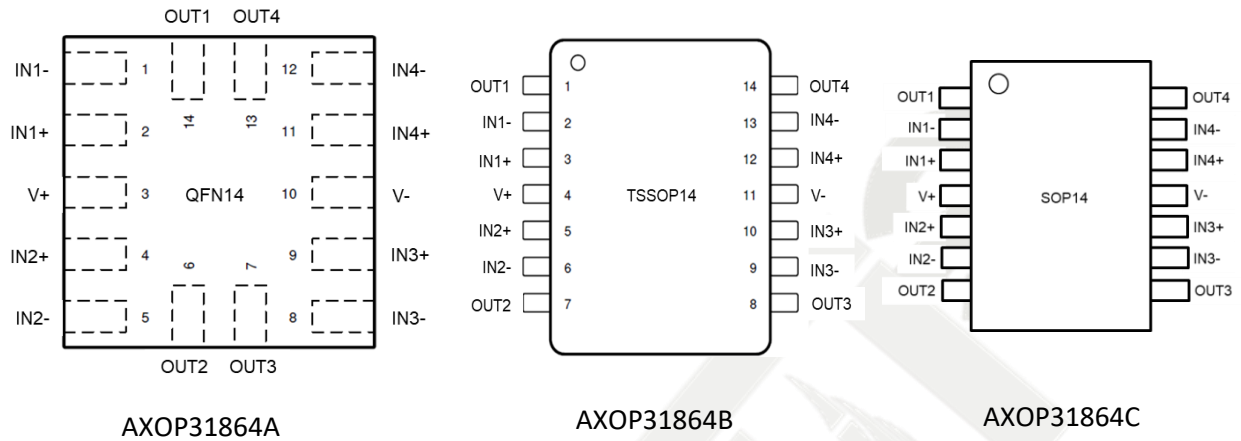 OUT1 OUT4
IN1- 1 12 IN4-
14 13
IN1+ 2 11 IN4+
V+ 3 QFN14 10 V-
IN2+ 4 9 IN3+
6 7
IN2- 5 8 IN3-
OUT2 OUT3
AXOP31864A
OUT1 1 14 OUT4
IN1- 2 13 IN4-
IN1+ 3 12 IN4+
V+ 4 TSSOP14 11 V-
IN2+ 5 10 IN3+
IN2- 6 9 IN3-
OUT2 7 8 OUT3
AXOP31864B
OUT1 OUT4
IN1- IN4-
IN1+ IN4+
V+ SOP14 V-
IN2+ IN3+
IN2- IN3-
OUT2 OUT3
AXOP31864C